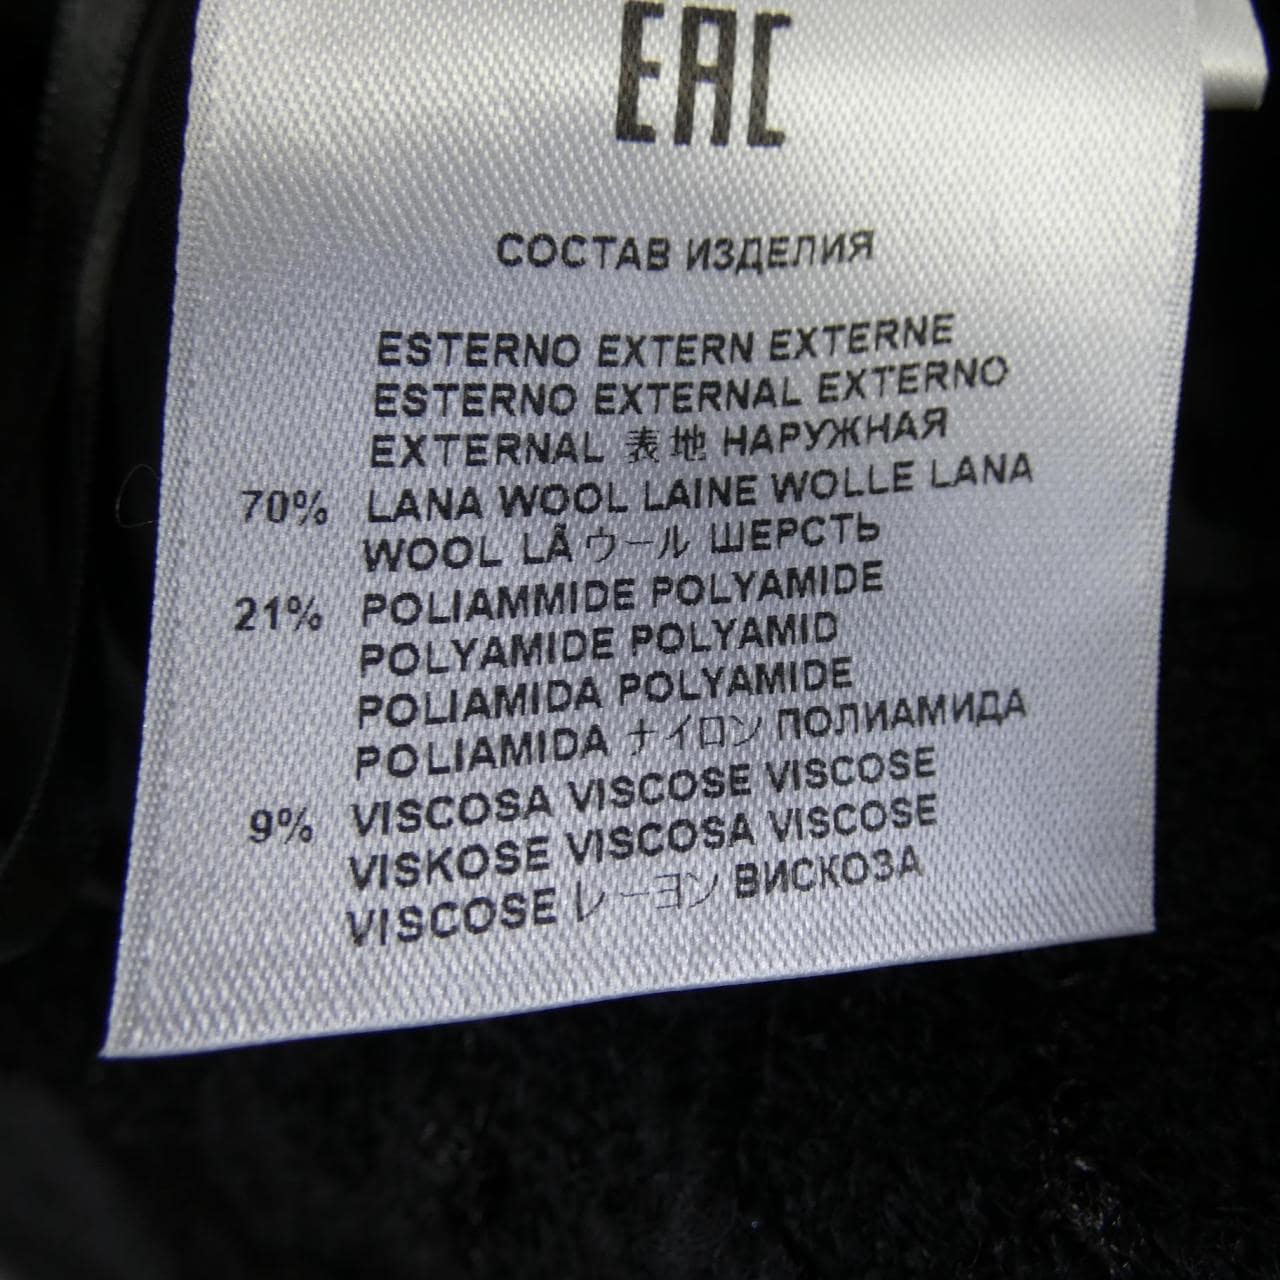 EAC
СОСТАВ ИЗДЕЛИЯ
ESTERNO EXTERN EXTERNE
ESTERNO EXTERNAL EXTERNO
EXTERNAL 表地 НАРУЖНАЯ
70% LANA WOOL LAINE WOLLE LANA
WOOL LÃ ウール ШЕРСТЬ
21% POLIAMMIDE POLYAMIDE
POLYAMIDE POLYAMID
POLIAMIDA POLYAMIDE
POLIAMIDA ナイロン ПОЛИАМИДА
9% VISCOSA VISCOSE VISCOSE
VISKOSE VISCOSA VISCOSE
VISCOSE レーヨン ВИСКОЗА